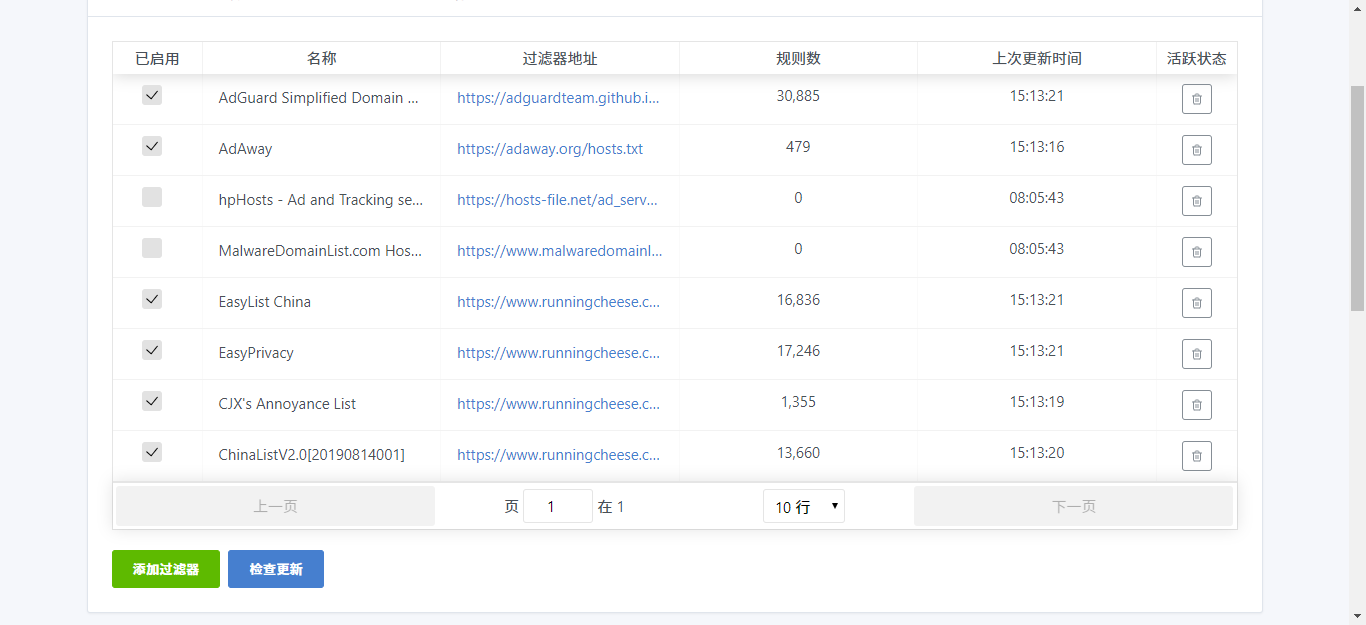 已启用 名称 过滤器地址 规则数 上次更新时间 活跃状态
AdGuard Simplified Domain ... https://adguardteam.github.i... 30,885 15:13:21
AdAway https://adaway.org/hosts.txt 479 15:13:16
hpHosts - Ad and Tracking se... https://hosts-file.net/ad_serv... 0 08:05:43
MalwareDomainList.com Hos... https://www.malwaredomainl... 0 08:05:43
EasyList China https://www.runningcheese.c... 16,836 15:13:21
EasyPrivacy https://www.runningcheese.c... 17,246 15:13:21
CJX's Annoyance List https://www.runningcheese.c... 1,355 15:13:19
ChinaListV2.0[20190814001] https://www.runningcheese.c... 13,660 15:13:20
上一页 页 1 在 1 10 行 下一页
添加过滤器 检查更新